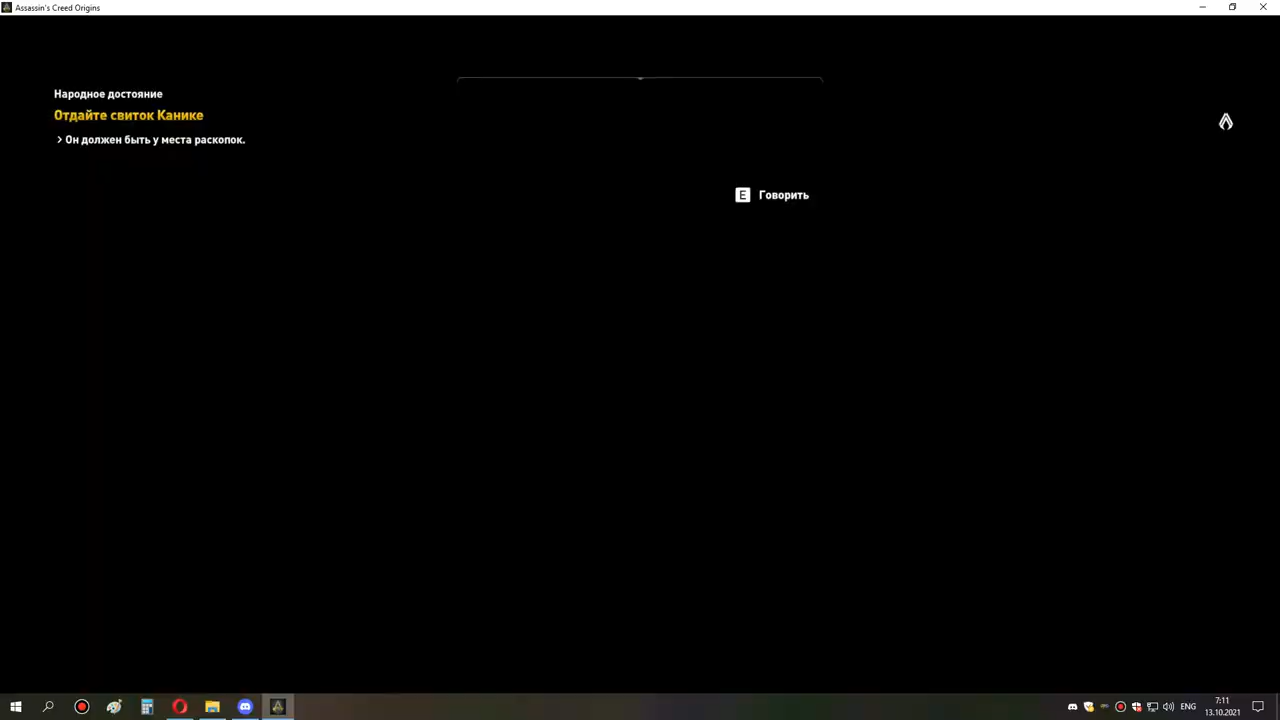 Assassin's Creed Origins
Народное достояние
Отдайте свиток Канике
> Он должен быть у места раскопок.
E Говорить
ENG
7:11
13.10.2021